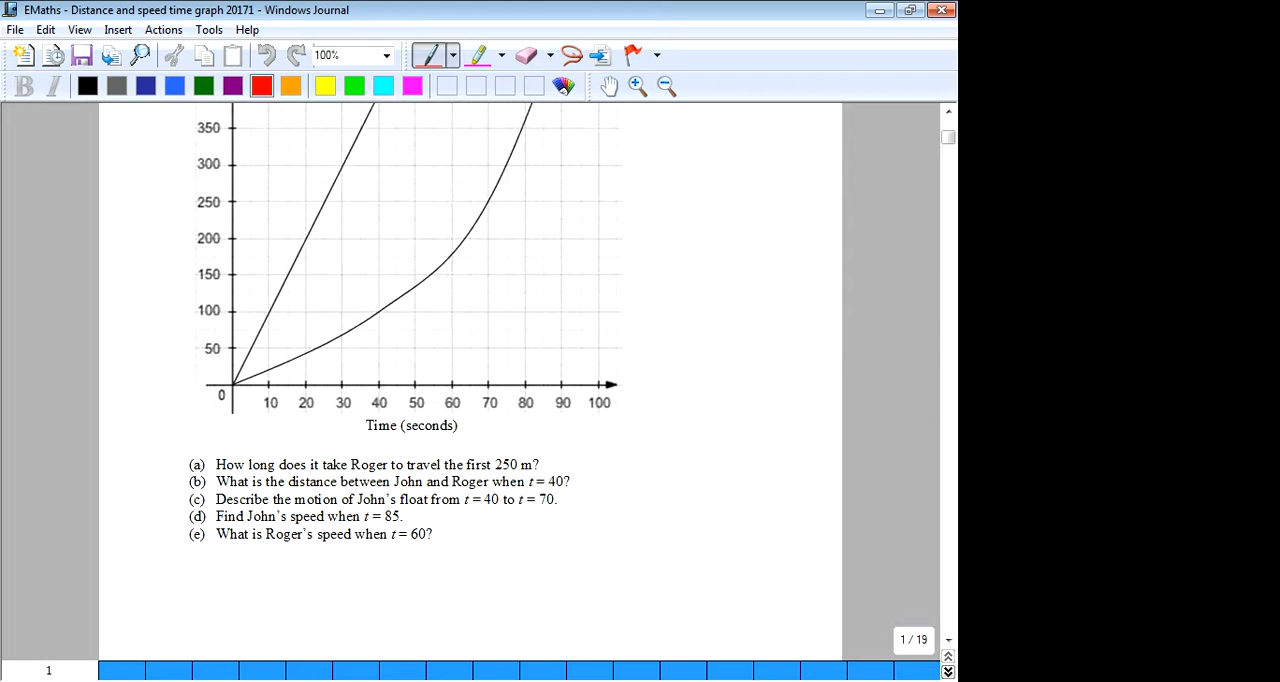 EMaths - Distance and speed time graph 20171 - Windows Journal
File Edit View Insert Actions Tools Help
100%
B I
350
300
250
200
150
100
50
0
10 20 30 40 50 60 70 80 90 100
Time (seconds)
(a) How long does it take Roger to travel the first 250 m?
(b) What is the distance between John and Roger when t = 40?
(c) Describe the motion of John's float from t = 40 to t = 70.
(d) Find John's speed when t = 85.
(e) What is Roger's speed when t = 60?
1 / 19
1